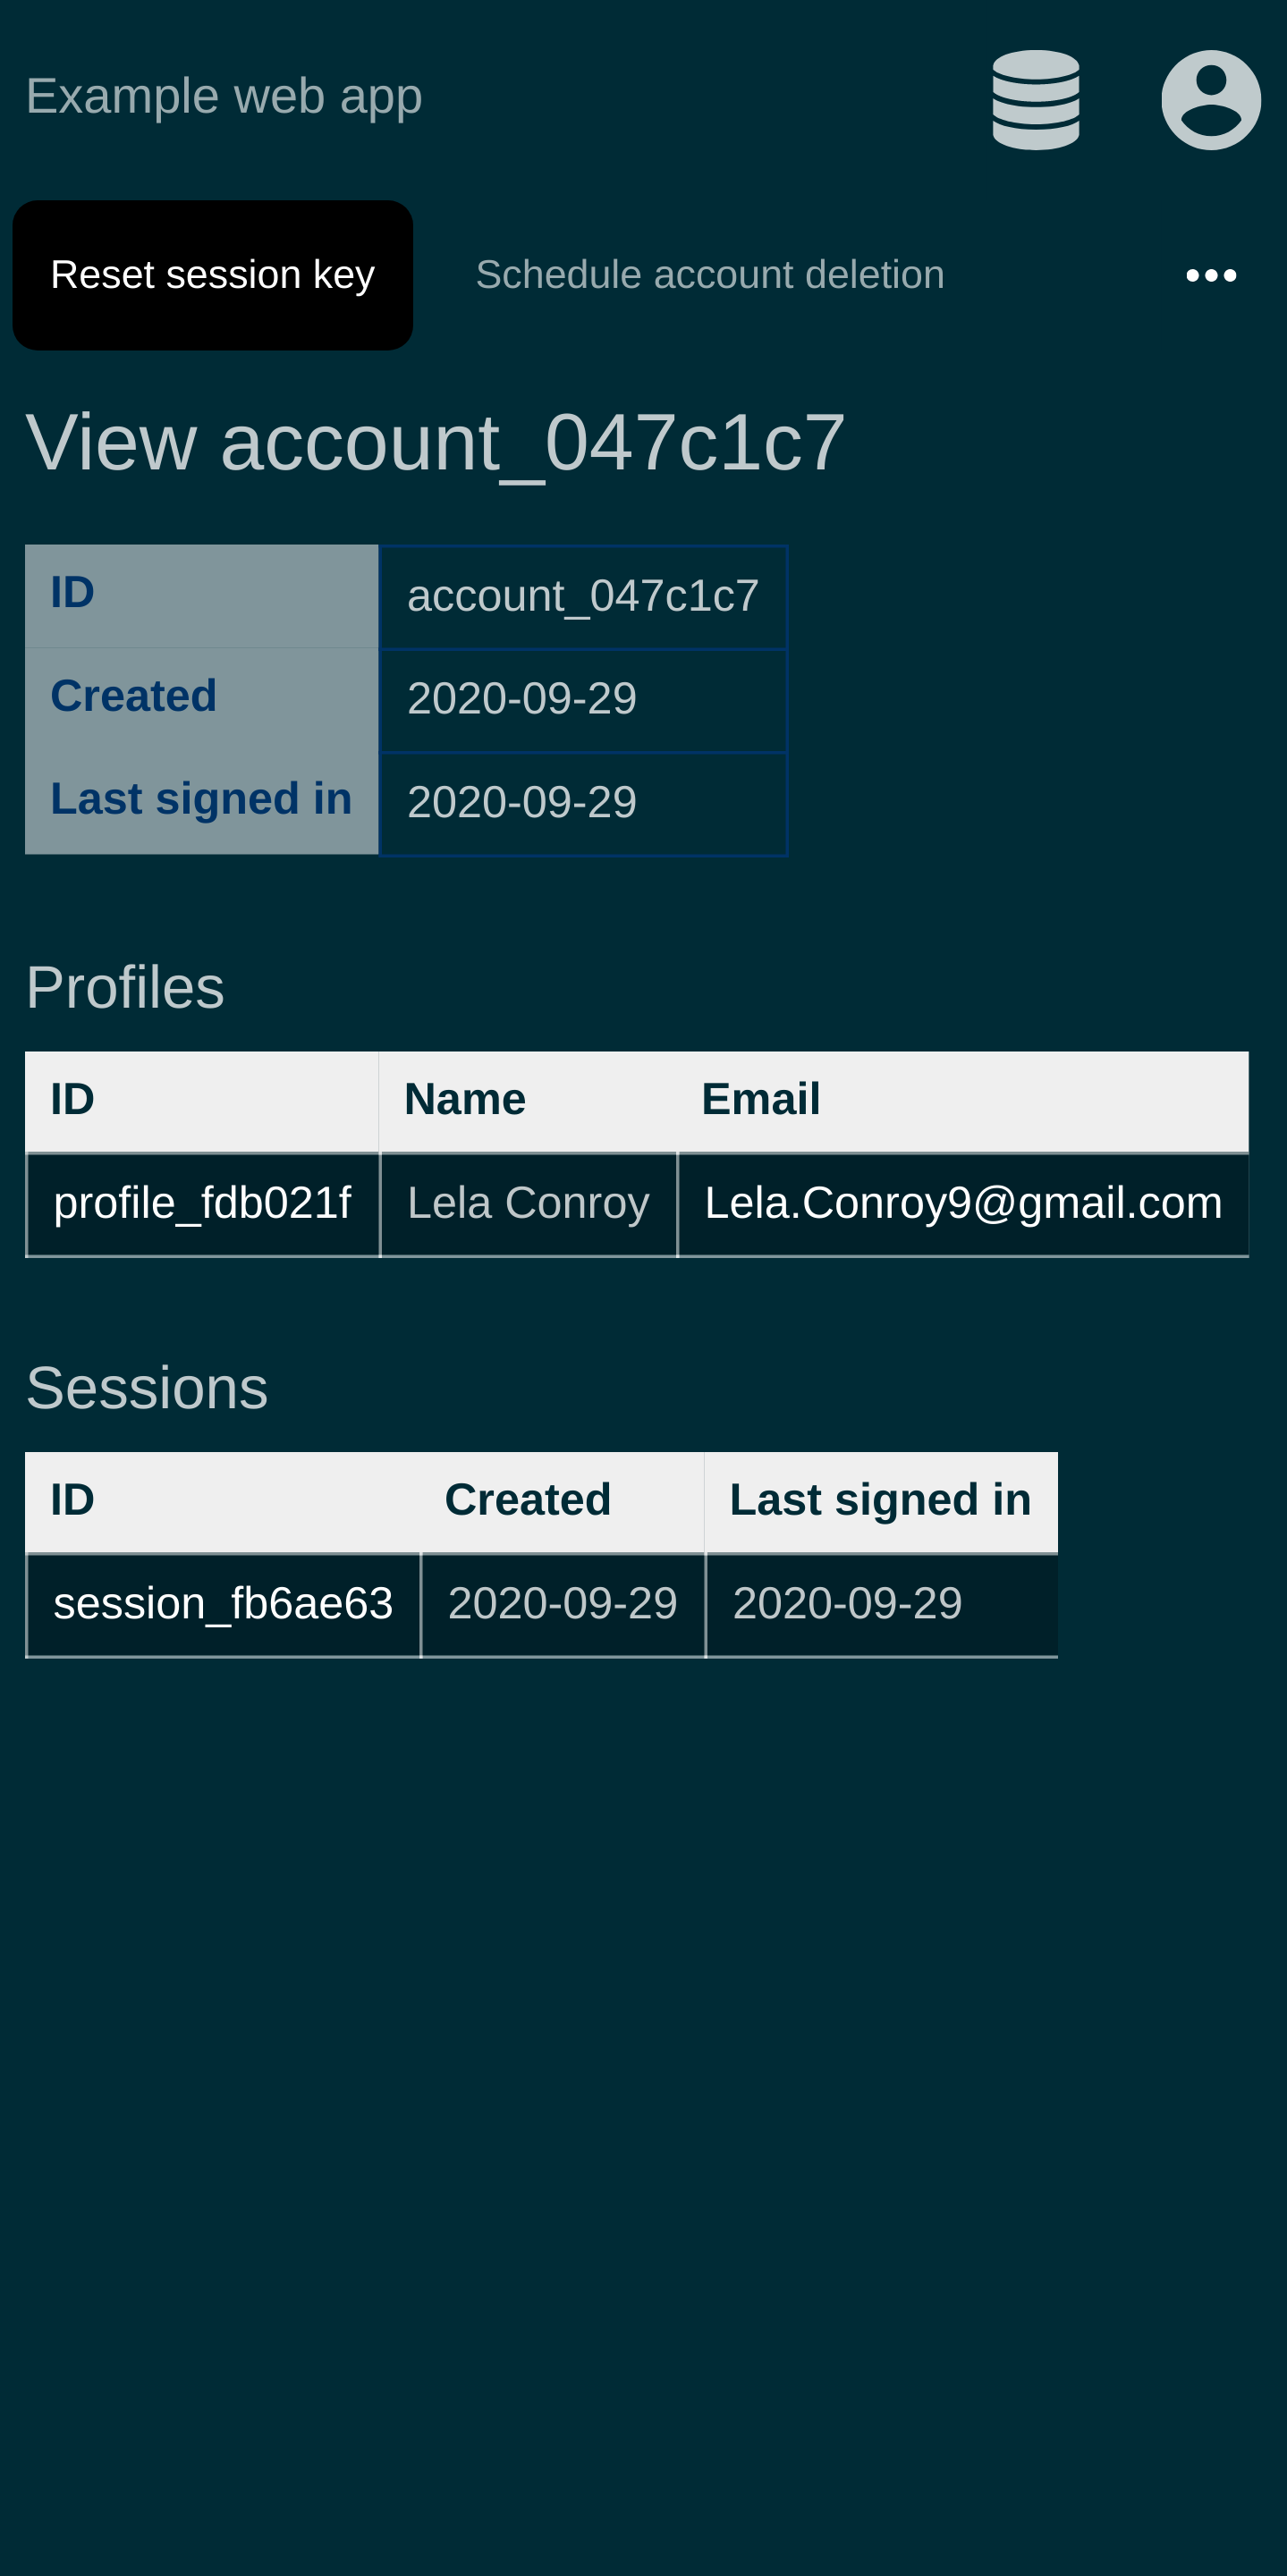 Example web app
Reset session key Schedule account deletion
View account_047c1c7
ID account_047c1c7
Created 2020-09-29
Last signed in 2020-09-29
Profiles
ID Name Email
profile_fdb021f Lela Conroy Lela.Conroy9@gmail.com
Sessions
ID Created Last signed in
session_fb6ae63 2020-09-29 2020-09-29